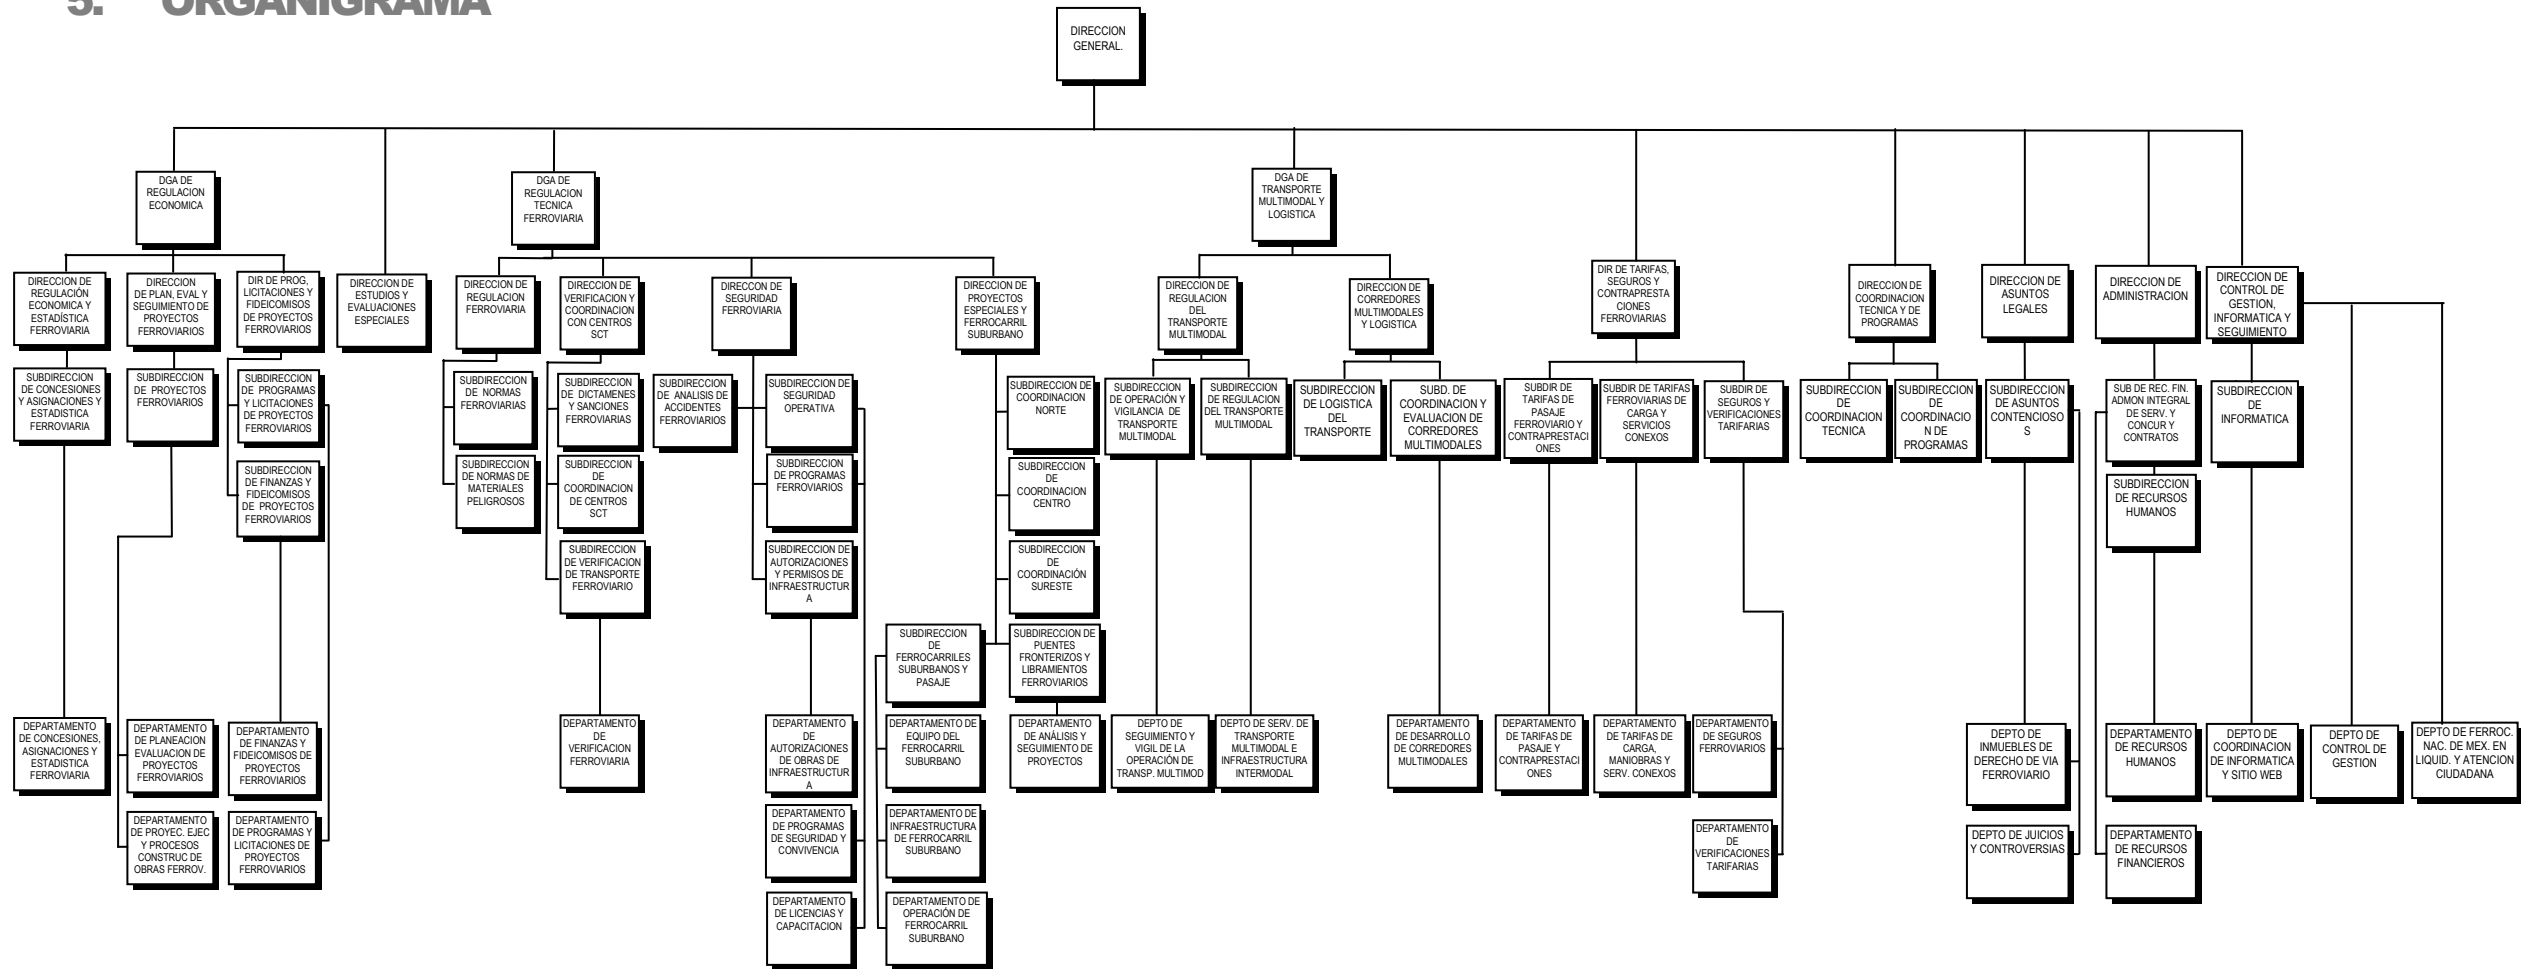 5. ORGANIGRAMA
DIRECCION
GENERAL.
DGA DE
REGULACION
ECONOMICA
DGA DE
REGULACION
TECNICA
FERROVIARIA
DGA DE
TRANSPORTE
MULTIMODAL Y
LOGISTICA
DIRECCION DE
REGULACIÓN
ECONOMICA Y
ESTADÍSTICA
FERROVIARIA
DIRECCION
DE PLAN, EVAL Y
SEGUIMIENTO DE
PROYECTOS
FERROVIARIOS
DIR DE PROG,
LICITACIONES Y
FIDEICOMISOS
DE PROYECTOS
FERROVIARIOS
DIRECCION DE
ESTUDIOS Y
EVALUACIONES
ESPECIALES
DIRECCION DE
REGULACION
FERROVIARIA
DIRECCION DE
VERIFICACION Y
COORDINACION
CON CENTROS
SCT
DIRECCON DE
SEGURIDAD
FERROVIARIA
DIRECCION DE
PROYECTOS
ESPECIALES Y
FERROCARRIL
SUBURBANO
DIRECCION DE
REGULACION
DEL
TRANSPORTE
MULTIMODAL
DIRECCION DE
CORREDORES
MULTIMODALES
Y LOGISTICA
DIR DE TARIFAS,
SEGUROS Y
CONTRAPRESTA
CIONES
FERROVIARIAS
DIRECCION DE
COORDINACION
TECNICA Y DE
PROGRAMAS
DIRECCION DE
ASUNTOS
LEGALES
DIRECCION DE
ADMINISTRACION
DIRECCION DE
CONTROL DE
GESTION,
INFORMATICA Y
SEGUIMIENTO
SUBDIRECCION
DE CONCESIONES
Y ASIGNACIONES Y
ESTADISTICA
FERROVIARIA
SUBDIRECCION
DE PROYECTOS
FERROVIARIOS
SUBDIRECCION
DE PROGRAMAS
Y LICITACIONES
DE PROYECTOS
FERROVIARIOS
SUBDIRECCION
DE NORMAS
FERROVIARIAS
SUBDIRECCION
DE DICTAMENES
Y SANCIONES
FERROVIARIAS
SUBDIRECCION
DE ANALISIS DE
ACCIDENTES
FERROVIARIOS
SUBDIRECCION DE
SEGURIDAD
OPERATIVA
SUBDIRECCION DE
COORDINACION
NORTE
SUBDIRECCION
DE OPERACIÓN Y
VIGILANCIA DE
TRANSPORTE
MULTIMODAL
SUBDIRECCION
DE REGULACION
DEL TRANSPORTE
MULTIMODAL
SUBDIRECCION
DE LOGISTICA
DEL
TRANSPORTE
SUBD. DE
COORDINACION Y
EVALUACION DE
CORREDORES
MULTIMODALES
SUBDIR DE
TARIFAS DE
PASAJE
FERROVIARIO Y
CONTRAPRESTACI
ONES
SUBDIR DE TARIFAS
FERROVIARIAS DE
CARGA Y
SERVICIOS
CONEXOS
SUBDIR DE
SEGUROS Y
VERIFICACIONES
TARIFARIAS
SUBDIRECCION
DE
COORDINACION
TECNICA
SUBDIRECCION
DE
COORDINACIO
N DE
PROGRAMAS
SUBDIRECCION
DE ASUNTOS
CONTENCIOSO
S
SUB DE REC. FIN.
ADMON INTEGRAL
DE SERV. Y
CONCUR Y
CONTRATOS
SUBDIRECCION
DE
INFORMATICA
SUBDIRECCION
DE FINANZAS Y
FIDEICOMISOS
DE PROYECTOS
FERROVIARIOS
SUBDIRECCION
DE NORMAS DE
MATERIALES
PELIGROSOS
SUBDIRECCION
DE
COORDINACION
DE CENTROS
SCT
SUBDIRECCION
DE PROGRAMAS
FERROVIARIOS
SUBDIRECCION
DE
COORDINACION
CENTRO
SUBDIRECCION
DE RECURSOS
HUMANOS
SUBDIRECCION
DE VERIFICACION
DE TRANSPORTE
FERROVIARIO
SUBDIRECCION DE
AUTORIZACIONES
Y PERMISOS DE
INFRAESTRUCTUR
A
SUBDIRECCION
DE
COORDINACIÓN
SURESTE
SUBDIRECCION
DE
FERROCARRILES
SUBURBANOS Y
PASAJE
SUBDIRECCION DE
PUENTES
FRONTERIZOS Y
LIBRAMIENTOS
FERROVIARIOS
DEPARTAMENTO
DE CONCESIONES,
ASIGNACIONES Y
ESTADISTICA
FERROVIARIA
DEPARTAMENTO
DE PLANEACION
EVALUACION DE
PROYECTOS
FERROVIARIOS
DEPARTAMENTO
DE FINANZAS Y
FIDEICOMISOS DE
PROYECTOS
FERROVIARIOS
DEPARTAMENTO
DE
VERIFICACION
FERROVIARIA
DEPARTAMENTO
DE
AUTORIZACIONES
DE OBRAS DE
INFRAESTRUCTUR
A
DEPARTAMENTO DE
EQUIPO DEL
FERROCARRIL
SUBURBANO
DEPARTAMENTO
DE ANÁLISIS Y
SEGUIMIENTO DE
PROYECTOS
DEPTO DE
SEGUIMIENTO Y
VIGIL DE LA
OPERACIÓN DE
TRANSP. MULTIMOD
DEPTO DE SERV. DE
TRANSPORTE
MULTIMODAL E
INFRAESTRUCTURA
INTERMODAL
DEPARTAMENTO
DE DESARROLLO
DE CORREDORES
MULTIMODALES
DEPARTAMENTO
DE TARIFAS DE
PASAJE Y
CONTRAPRESTACI
ONES
DEPARTAMENTO
DE TARIFAS DE
CARGA,
MANIOBRAS Y
SERV. CONEXOS
DEPARTAMENTO
DE SEGUROS
FERROVIARIOS
DEPTO DE
INMUEBLES DE
DERECHO DE VIA
FERROVIARIO
DEPARTAMENTO
DE RECURSOS
HUMANOS
DEPTO DE
COORDINACION
DE INFORMATICA
Y SITIO WEB
DEPTO DE
CONTROL DE
GESTION
DEPTO DE FERROC.
NAC. DE MEX. EN
LIQUID. Y ATENCION
CIUDADANA
DEPARTAMENTO
DE PROYEC. EJEC
Y PROCESOS
CONSTRUC DE
OBRAS FERROV.
DEPARTAMENTO
DE PROGRAMAS Y
LICITACIONES DE
PROYECTOS
FERROVIARIOS
DEPARTAMENTO
DE PROGRAMAS
DE SEGURIDAD Y
CONVIVENCIA
DEPARTAMENTO DE
INFRAESTRUCTURA
DE FERROCARRIL
SUBURBANO
DEPARTAMENTO
DE
VERIFICACIONES
TARIFARIAS
DEPTO DE JUICIOS
Y CONTROVERSIAS
DEPARTAMENTO
DE RECURSOS
FINANCIEROS
DEPARTAMENTO
DE LICENCIAS Y
CAPACITACION
DEPARTAMENTO DE
OPERACIÓN DE
FERROCARRIL
SUBURBANO